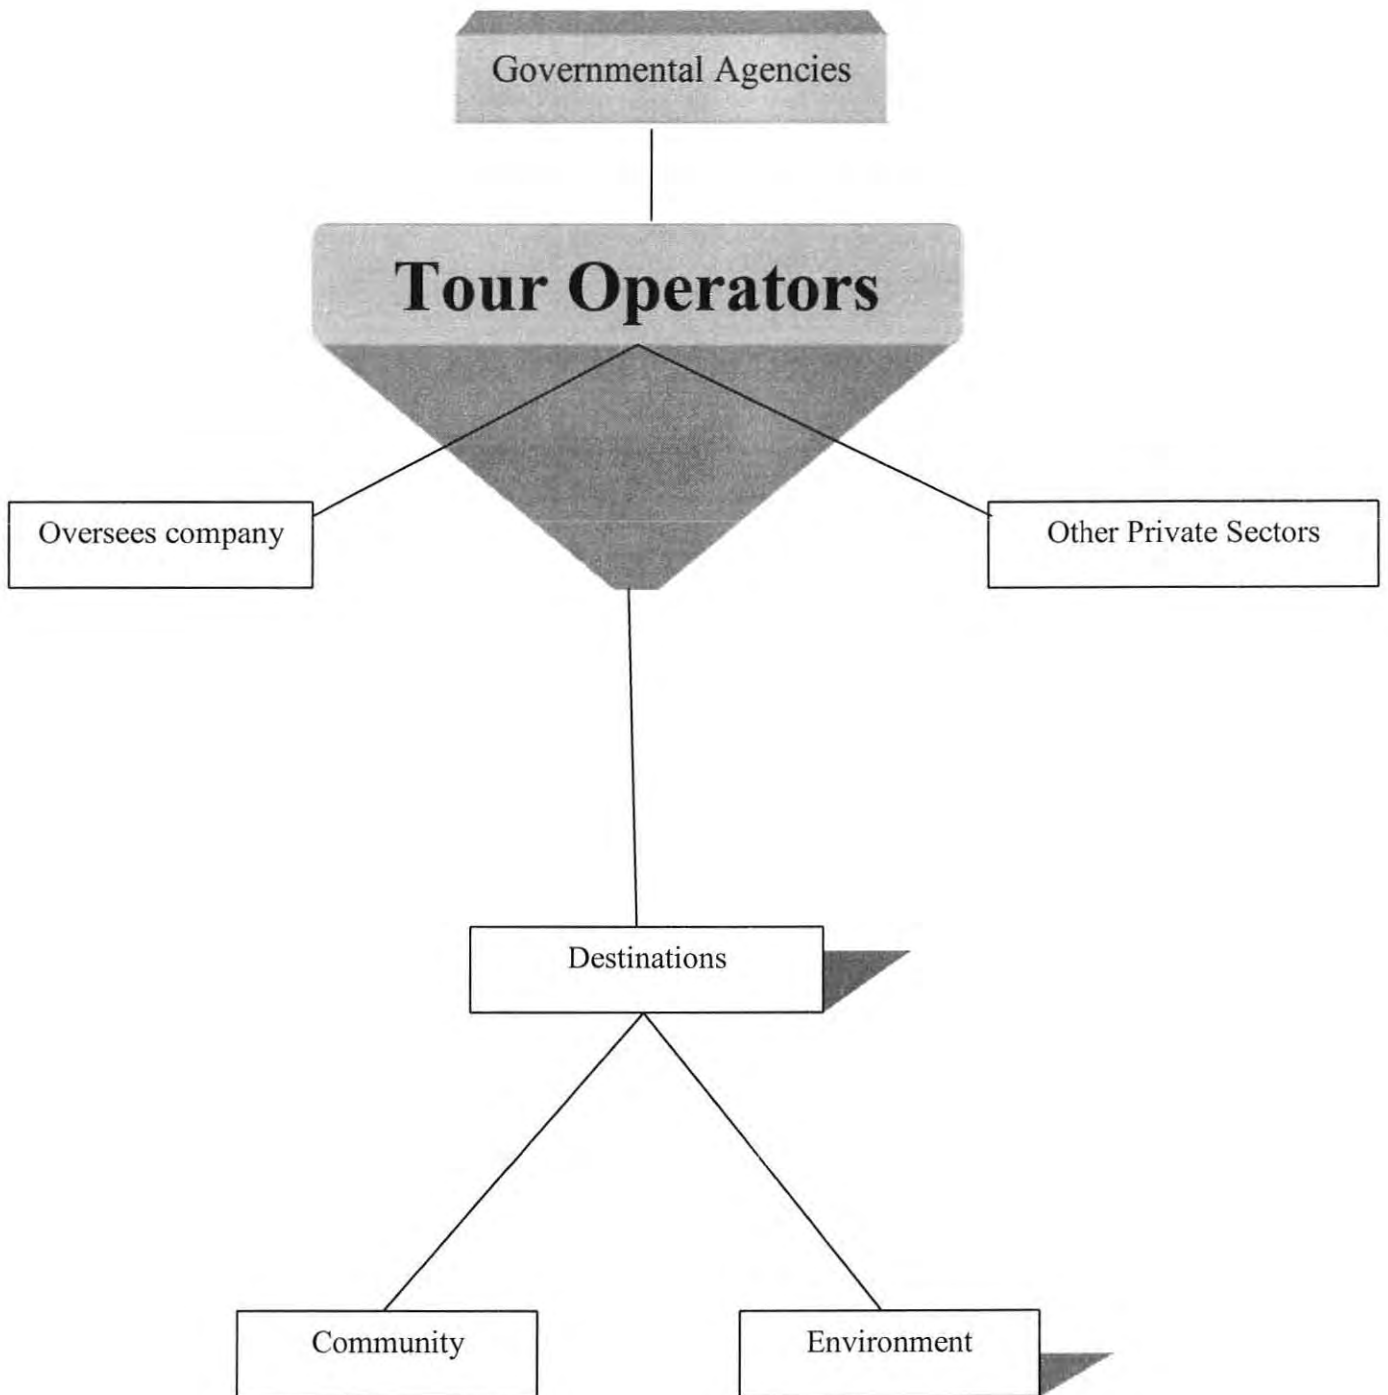 Governmental Agencies
Tour Operators
Oversees company
Other Private Sectors
Destinations
Community
Environment